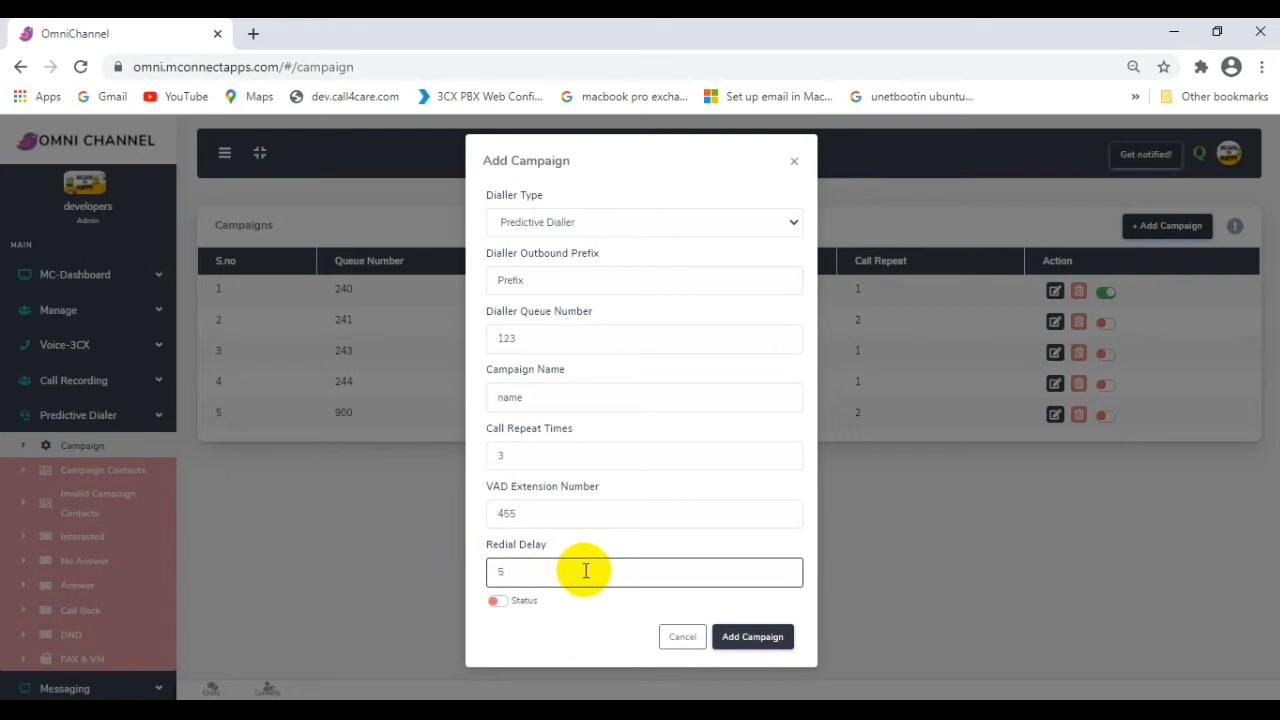 OmniChannel
omni.mconnectapps.com/#/campaign
Apps Gmail YouTube Maps dev.call4care.com 3CX PBX Web Confi... macbook pro excha... Set up email in Mac... unetbootin ubuntu... » Other bookmarks
OMNI CHANNEL
developers
Admin
MAIN
MC-Dashboard
Manage
Voice-3CX
Call Recording
Predictive Dialer
Campaign
Campaign Contacts
Invalid Campaign
Contacts
Interested
No Answer
Answer
Call Back
DND
FAX & VM
Messaging
Get notified! Q
Campaigns + Add Campaign
S.no Queue Number Call Repeat Action
1 240 1
2 241 2
3 243 1
4 244 1
5 900 2
Add Campaign ×
Dialler Type
Predictive Dialler
Dialler Outbound Prefix
Prefix
Dialler Queue Number
123
Campaign Name
name
Call Repeat Times
3
VAD Extension Number
455
Redial Delay
5
Status
Cancel Add Campaign
Chats Contacts